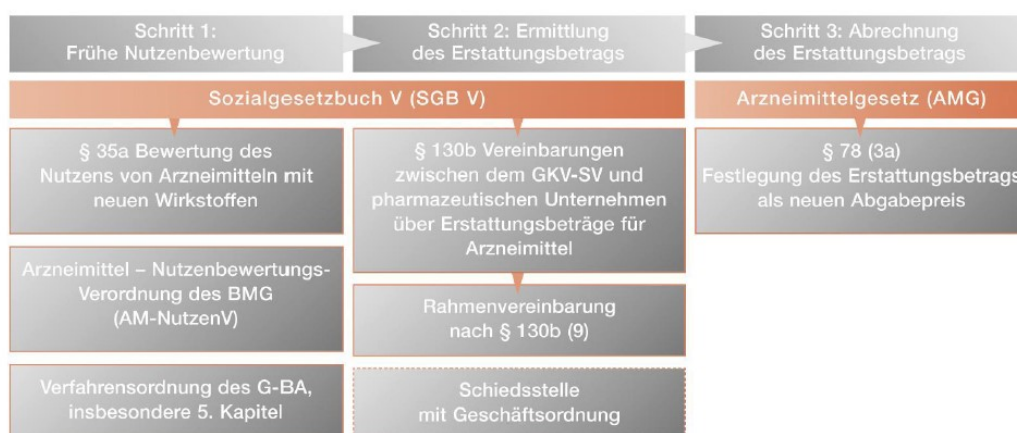 Schritt 1:
Frühe Nutzenbewertung
Schritt 2: Ermittlung
des Erstattungsbetrags
Schritt 3: Abrechnung
des Erstattungsbetrags
Sozialgesetzbuch V (SGB V)
Arzneimittelgesetz (AMG)
§ 35a Bewertung des
Nutzens von Arzneimitteln mit
neuen Wirkstoffen
§ 130b Vereinbarungen
zwischen dem GKV-SV und
pharmazeutischen Unternehmen
über Erstattungsbeträge für
Arzneimittel
§ 78 (3a)
Festlegung des Erstattungsbetrags
als neuen Abgabepreis
Arzneimittel – Nutzenbewertungs-
Verordnung des BMG
(AM-NutzenV)
Rahmenvereinbarung
nach § 130b (9)
Verfahrensordnung des G-BA,
insbesondere 5. Kapitel
Schiedsstelle
mit Geschäftsordnung